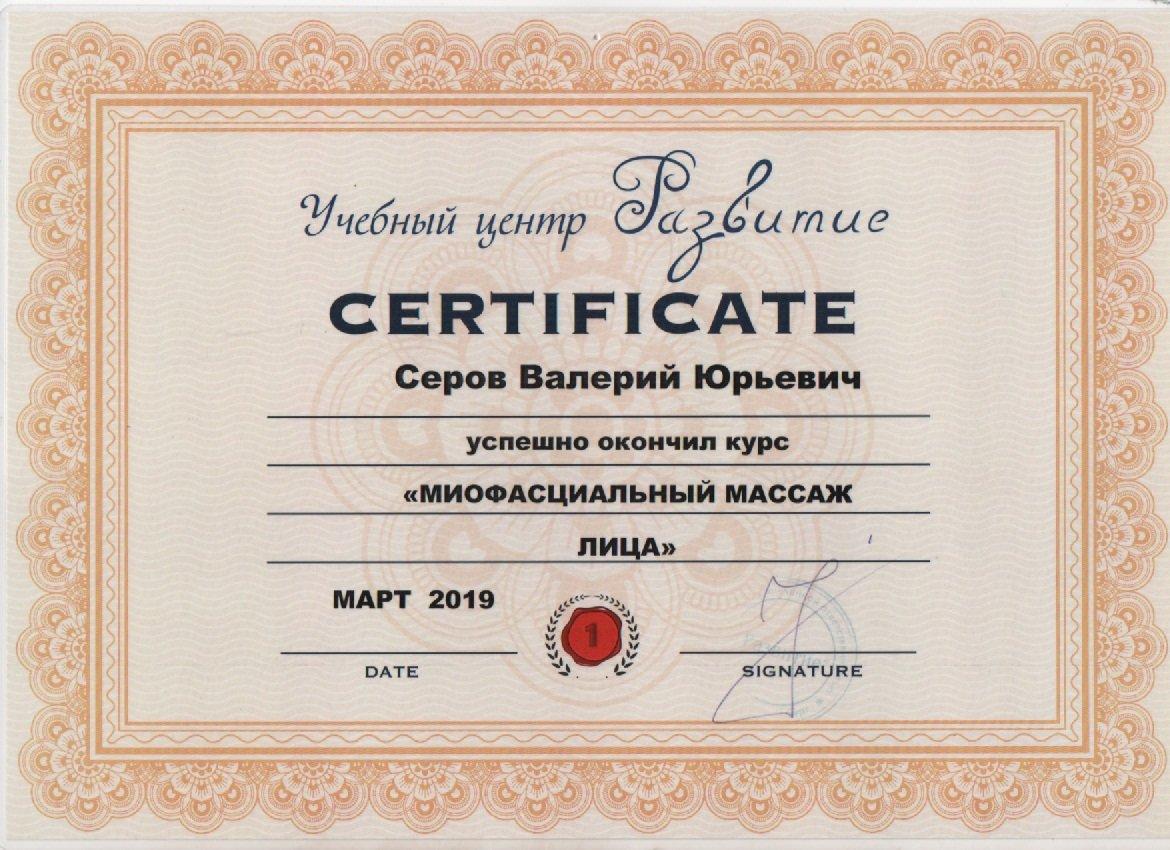 Учебный центр Развитие
CERTIFICATE
Серов Валерий Юрьевич
успешно окончил курс
«МИОФАСЦИАЛЬНЫЙ МАССАЖ
ЛИЦА»
МАРТ 2019
1
DATE
SIGNATURE